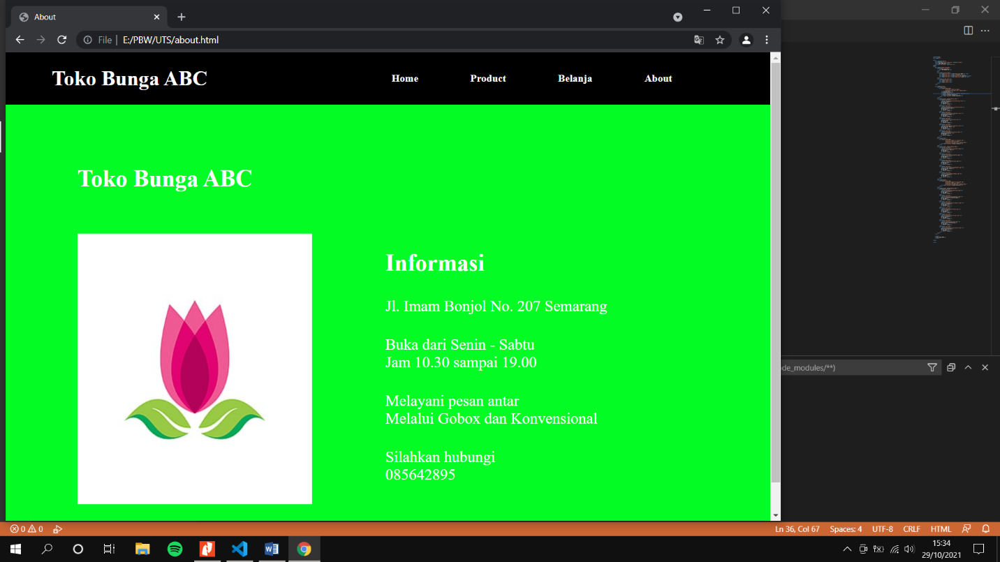 About
File | E:/PBW/UTS/about.html
Toko Bunga ABC
Home Product Belanja About
Toko Bunga ABC
Informasi
Jl. Imam Bonjol No. 207 Semarang
Buka dari Senin - Sabtu
Jam 10.30 sampai 19.00
Melayani pesan antar
Melalui Gobox dan Konvensional
Silahkan hubungi
085642895
ode_modules/**)
0 0
Ln 36, Col 67 Spaces: 4 UTF-8 CRLF HTML
15:34
29/10/2021